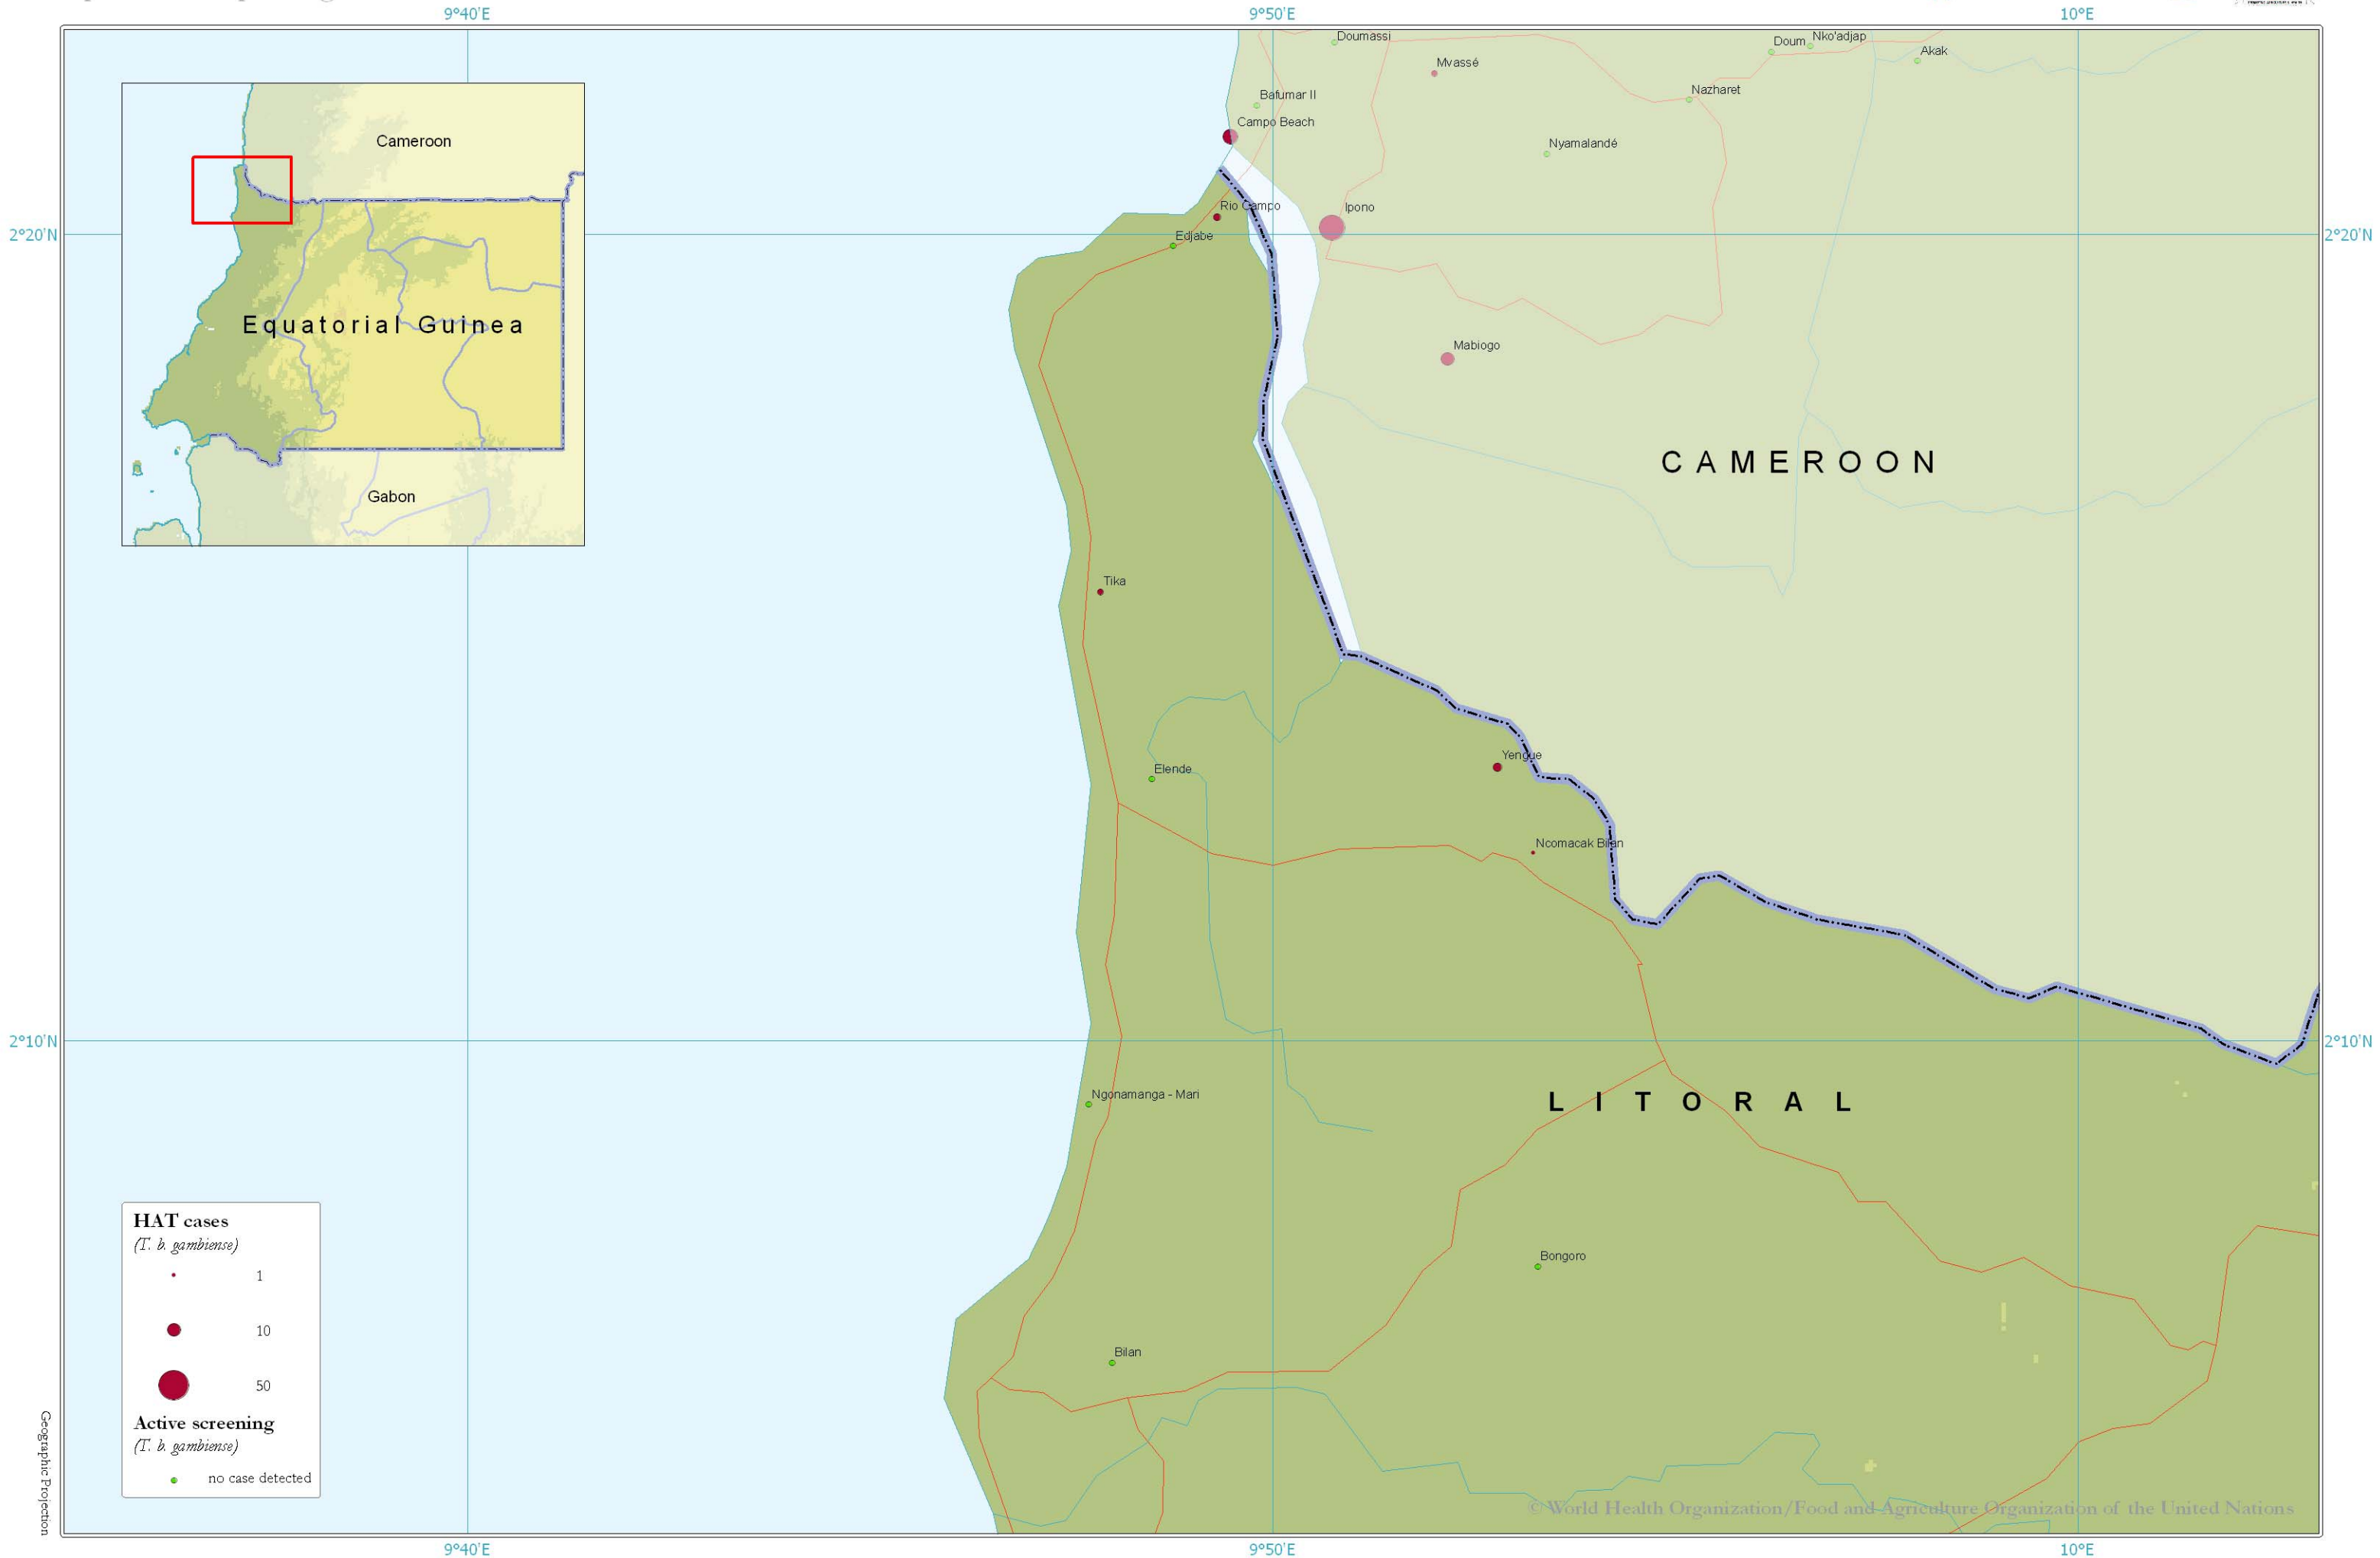 9°40'E
9°50'E
10°E
Doumassi
Doum
Nko'adjap
Akak
Mvassé
Nazharet
Bafumar II
Campo Beach
Nyamalandé
Cameroon
Rio Campo
Ipono
2°20'N
2°20'N
Edjabe
Equatorial Guinea
Mabiogo
CAMEROON
Gabon
Tika
Yengue
Elende
Ncomacak Bilan
2°10'N
2°10'N
Ngonamanga - Mari
LITORAL
HAT cases
(T. b. gambiense)
1
10
50
Active screening
(T. b. gambiense)
no case detected
Bongoro
Bilan
Geographic Projection
© World Health Organization/Food and Agriculture Organization of the United Nations
9°40'E
9°50'E
10°E